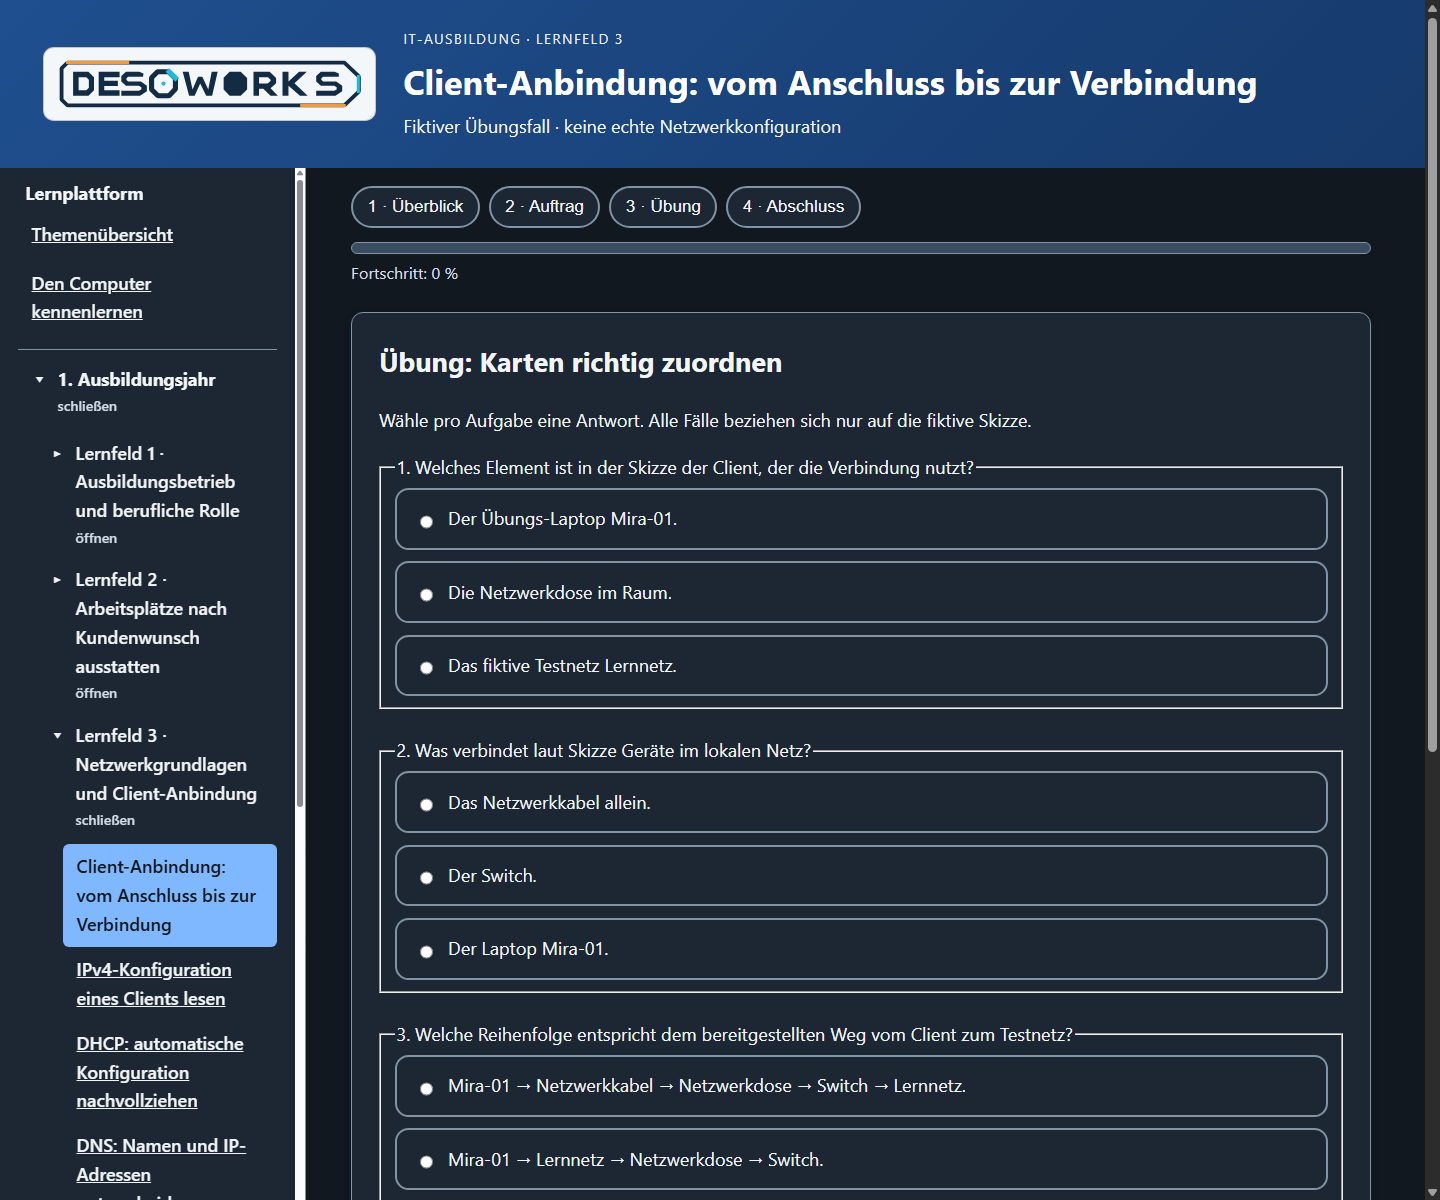 DESOWORKS
IT-AUSBILDUNG · LERNFELD 3
Client-Anbindung: vom Anschluss bis zur Verbindung
Fiktiver Übungsfall · keine echte Netzwerkkonfiguration
Lernplattform
Themenübersicht
Den Computer
kennenlernen
▾ 1. Ausbildungsjahr
schließen
▸ Lernfeld 1 ·
Ausbildungsbetrieb
und berufliche Rolle
öffnen
▸ Lernfeld 2 ·
Arbeitsplätze nach
Kundenwunsch
ausstatten
öffnen
▾ Lernfeld 3 ·
Netzwerkgrundlagen
und Client-Anbindung
schließen
Client-Anbindung:
vom Anschluss bis zur
Verbindung
IPv4-Konfiguration
eines Clients lesen
DHCP: automatische
Konfiguration
nachvollziehen
DNS: Namen und IP-
Adressen
1 · Überblick
2 · Auftrag
3 · Übung
4 · Abschluss
Fortschritt: 0 %
Übung: Karten richtig zuordnen
Wähle pro Aufgabe eine Antwort. Alle Fälle beziehen sich nur auf die fiktive Skizze.
1. Welches Element ist in der Skizze der Client, der die Verbindung nutzt?
Der Übungs-Laptop Mira-01.
Die Netzwerkdose im Raum.
Das fiktive Testnetz Lernnetz.
2. Was verbindet laut Skizze Geräte im lokalen Netz?
Das Netzwerkkabel allein.
Der Switch.
Der Laptop Mira-01.
3. Welche Reihenfolge entspricht dem bereitgestellten Weg vom Client zum Testnetz?
Mira-01 → Netzwerkkabel → Netzwerkdose → Switch → Lernnetz.
Mira-01 → Lernnetz → Netzwerkdose → Switch.